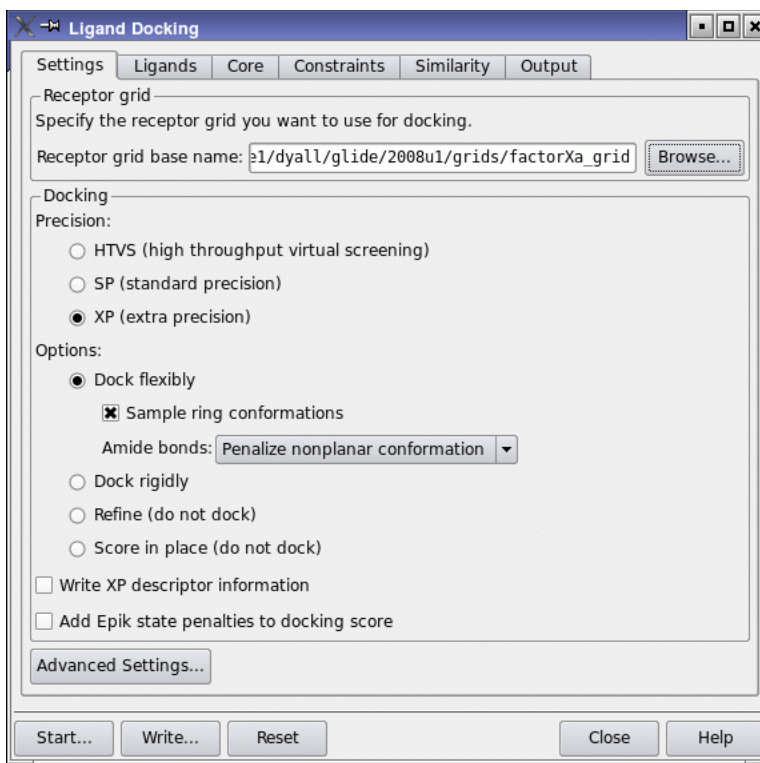 Ligand Docking
Settings Ligands Core Constraints Similarity Output
Receptor grid
Specify the receptor grid you want to use for docking.
Receptor grid base name: e1/dyall/glide/2008u1/grids/factorXa_grid Browse...
Docking
Precision:
HTVS (high throughput virtual screening)
SP (standard precision)
XP (extra precision)
Options:
Dock flexibly
Sample ring conformations
Amide bonds: Penalize nonplanar conformation
Dock rigidly
Refine (do not dock)
Score in place (do not dock)
Write XP descriptor information
Add Epik state penalties to docking score
Advanced Settings...
Start... Write... Reset Close Help